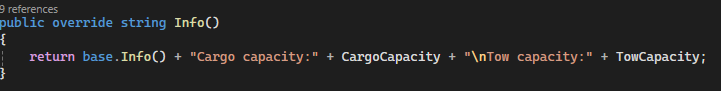 9 references
public override string Info()
{
return base.Info() + "Cargo capacity:" + CargoCapacity + "\nTow capacity:" + TowCapacity;
}